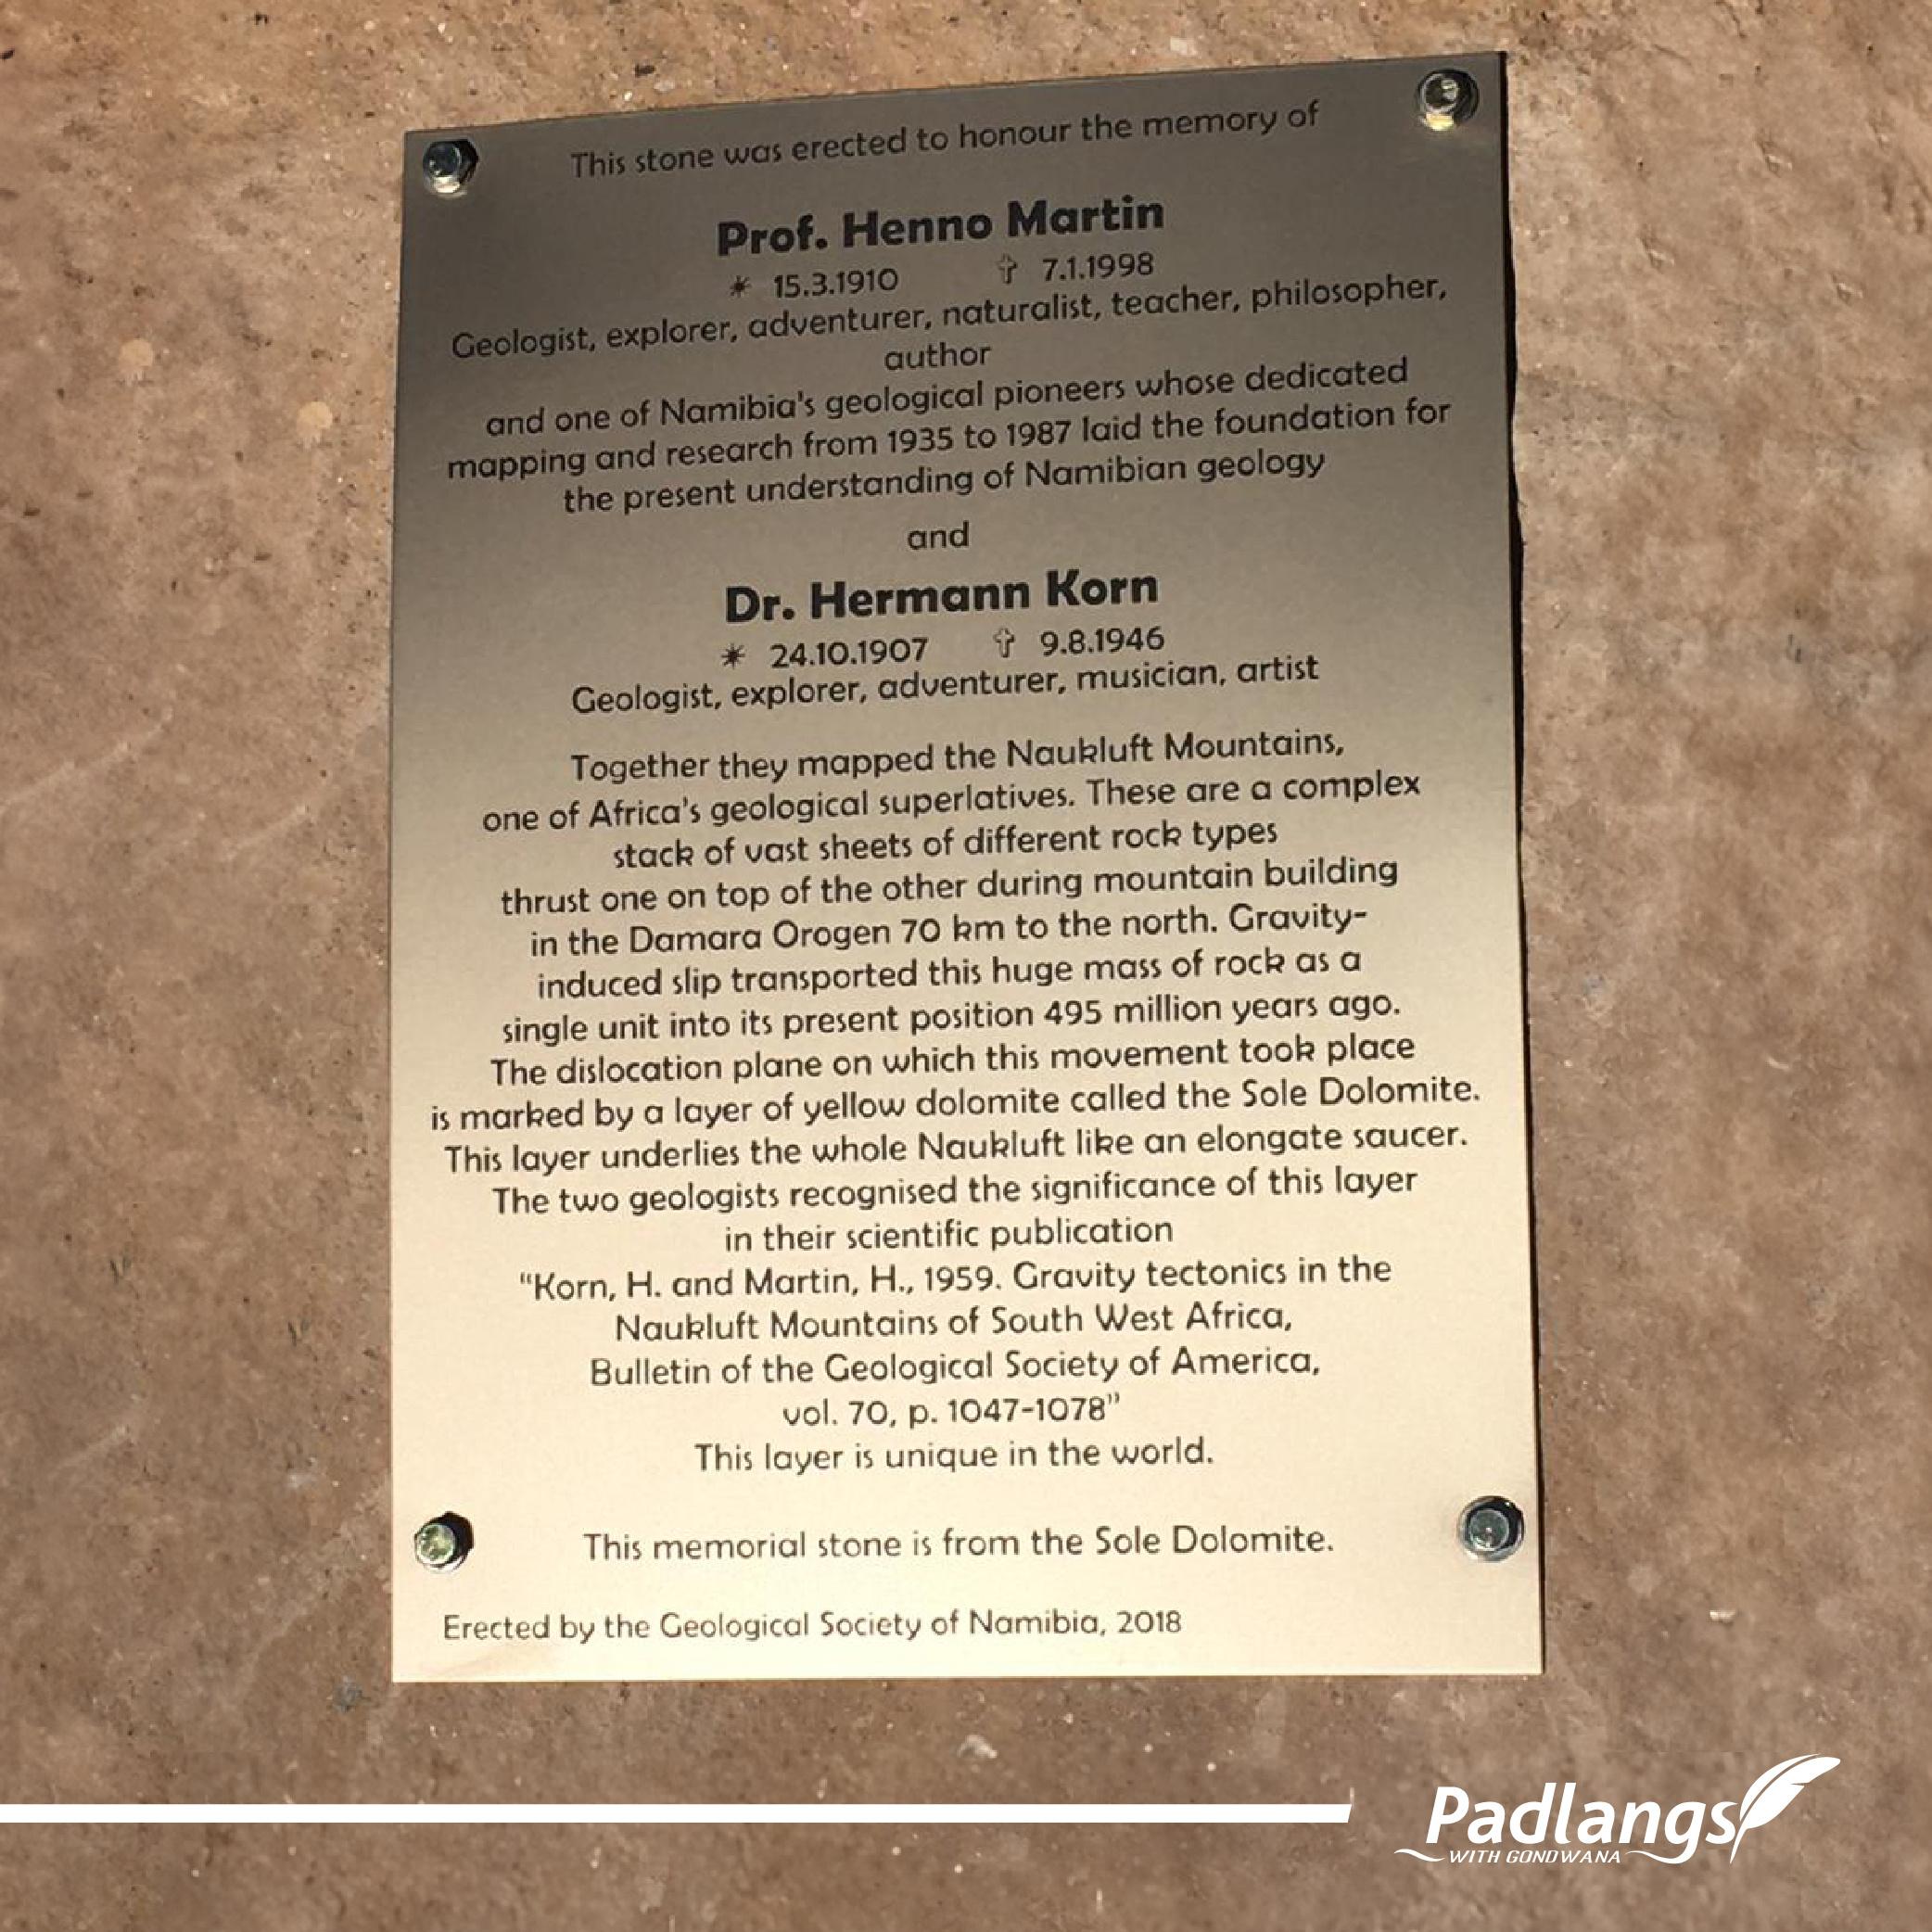 This stone was erected to honour the memory of
Prof. Henno Martin
✴ 15.3.1910 ✞ 7.1.1998
Geologist, explorer, adventurer, naturalist, teacher, philosopher,
author
and one of Namibia's geological pioneers whose dedicated
mapping and research from 1935 to 1987 laid the foundation for
the present understanding of Namibian geology
and
Dr. Hermann Korn
✴ 24.10.1907 ✞ 9.8.1946
Geologist, explorer, adventurer, musician, artist
Together they mapped the Naukluft Mountains,
one of Africa's geological superlatives. These are a complex
stack of vast sheets of different rock types
thrust one on top of the other during mountain building
in the Damara Orogen 70 km to the north. Gravity-
induced slip transported this huge mass of rock as a
single unit into its present position 495 million years ago.
The dislocation plane on which this movement took place
is marked by a layer of yellow dolomite called the Sole Dolomite.
This layer underlies the whole Naukluft like an elongate saucer.
The two geologists recognised the significance of this layer
in their scientific publication
“Korn, H. and Martin, H., 1959. Gravity tectonics in the
Naukluft Mountains of South West Africa,
Bulletin of the Geological Society of America,
vol. 70, p. 1047-1078”
This layer is unique in the world.
This memorial stone is from the Sole Dolomite.
Erected by the Geological Society of Namibia, 2018
Padlangs
WITH GONDWANA